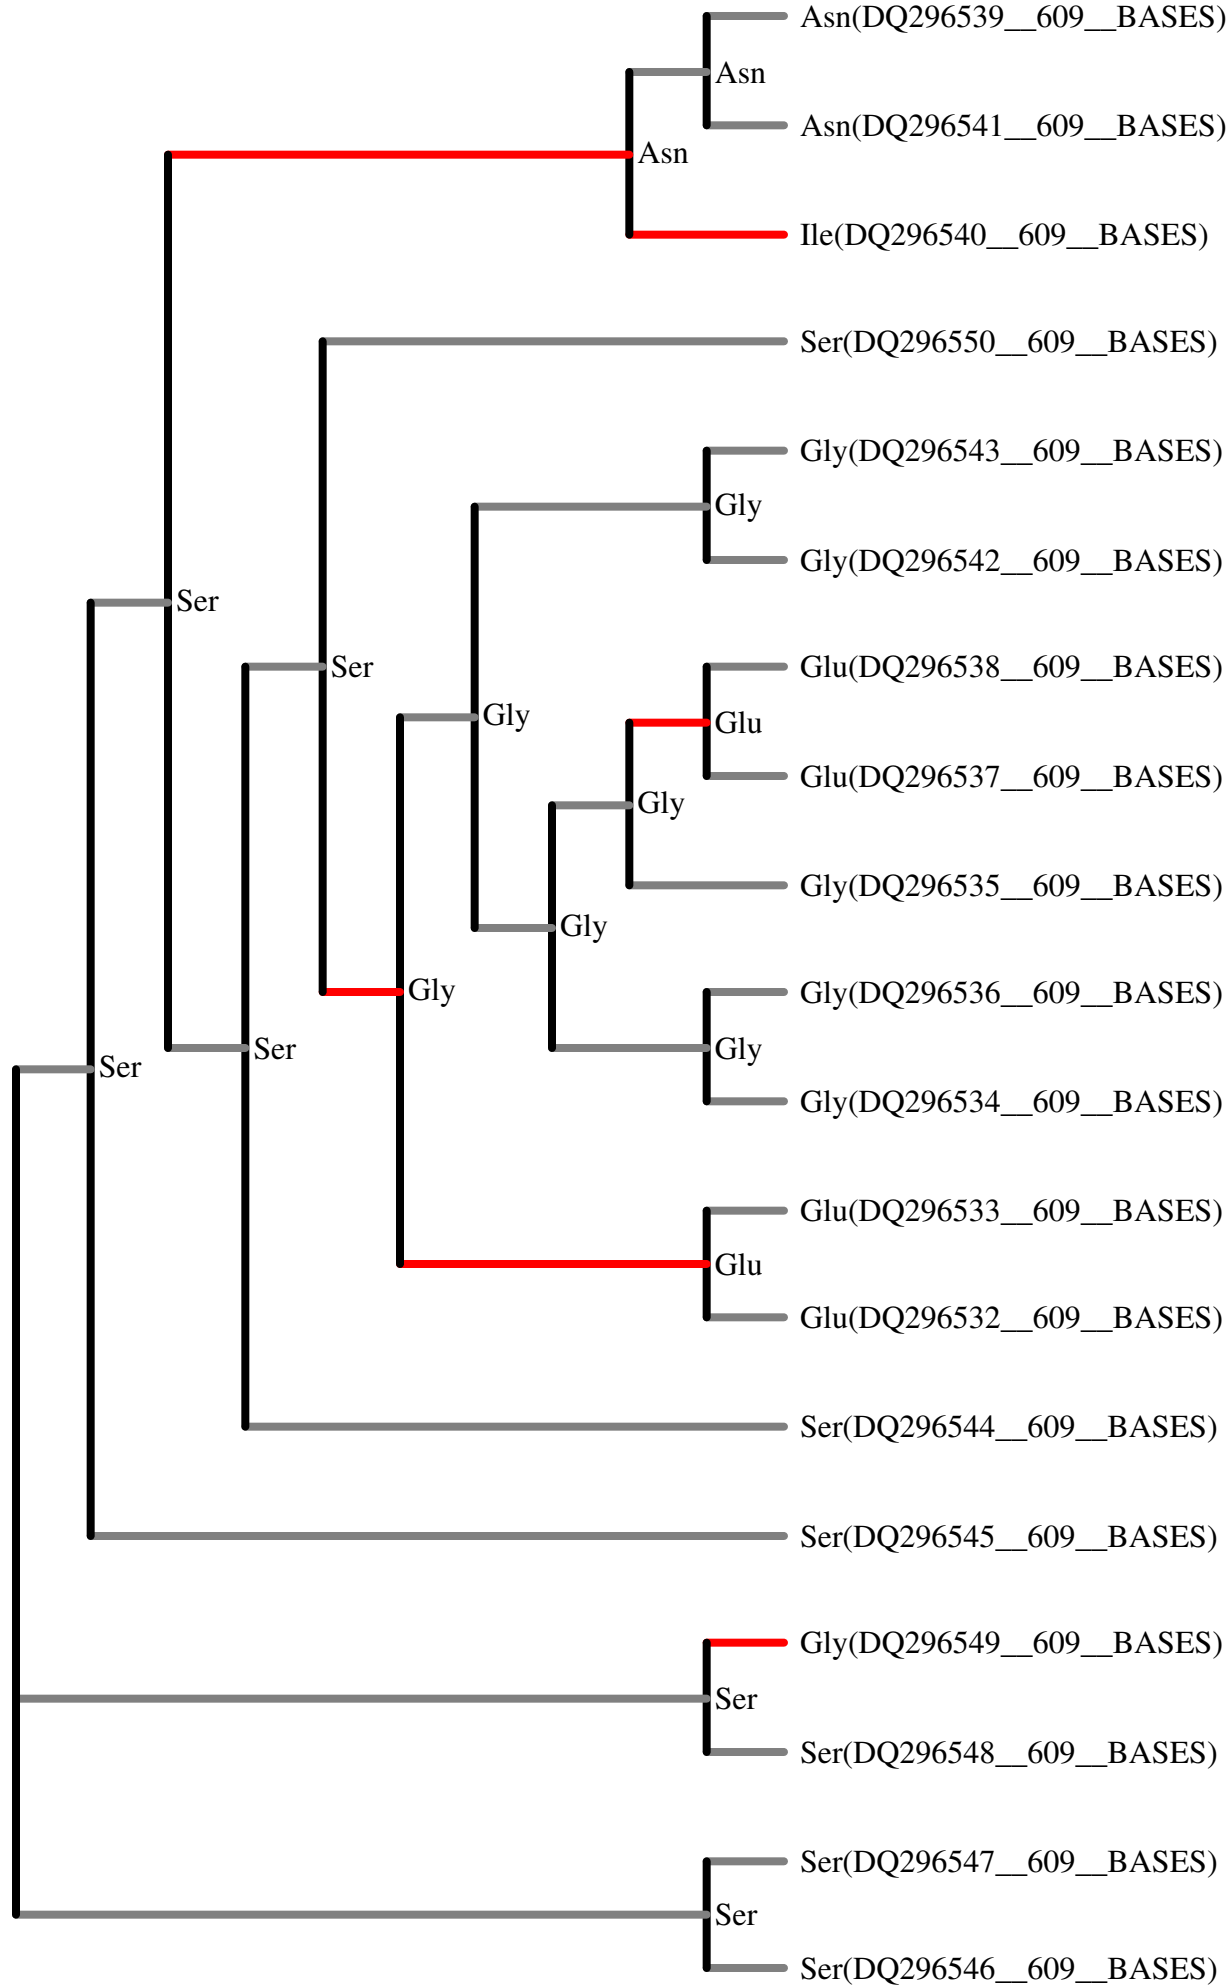 Asn(DQ296539__609__BASES)
Asn
Asn(DQ296541__609__BASES)
Asn
Ile(DQ296540__609__BASES)
Ser(DQ296550__609__BASES)
Gly(DQ296543__609__BASES)
Gly
Gly(DQ296542__609__BASES)
Ser
Ser
Glu(DQ296538__609__BASES)
Gly
Glu
Glu(DQ296537__609__BASES)
Gly
Gly(DQ296535__609__BASES)
Gly
Gly
Gly(DQ296536__609__BASES)
Ser
Gly
Ser
Gly(DQ296534__609__BASES)
Glu(DQ296533__609__BASES)
Glu
Glu(DQ296532__609__BASES)
Ser(DQ296544__609__BASES)
Ser(DQ296545__609__BASES)
Gly(DQ296549__609__BASES)
Ser
Ser(DQ296548__609__BASES)
Ser(DQ296547__609__BASES)
Ser
Ser(DQ296546__609__BASES)